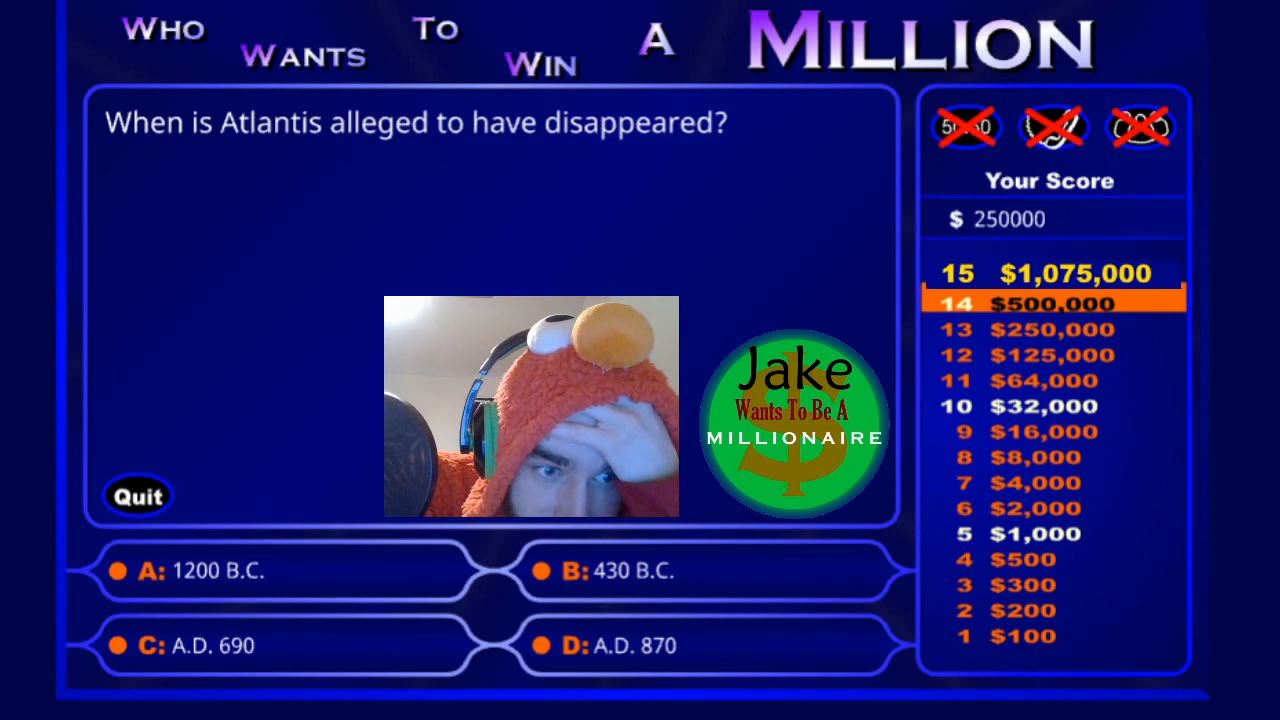 WHO WANTS TO WIN A MILLION
When is Atlantis alleged to have disappeared?
50:50
Your Score
$ 250000
15 $1,075,000
14 $500,000
13 $250,000
12 $125,000
11 $64,000
10 $32,000
9 $16,000
8 $8,000
7 $4,000
6 $2,000
5 $1,000
4 $500
3 $300
2 $200
1 $100
Jake
Wants To Be A
MILLIONAIRE
$
Quit
A: 1200 B.C.
B: 430 B.C.
C: A.D. 690
D: A.D. 870